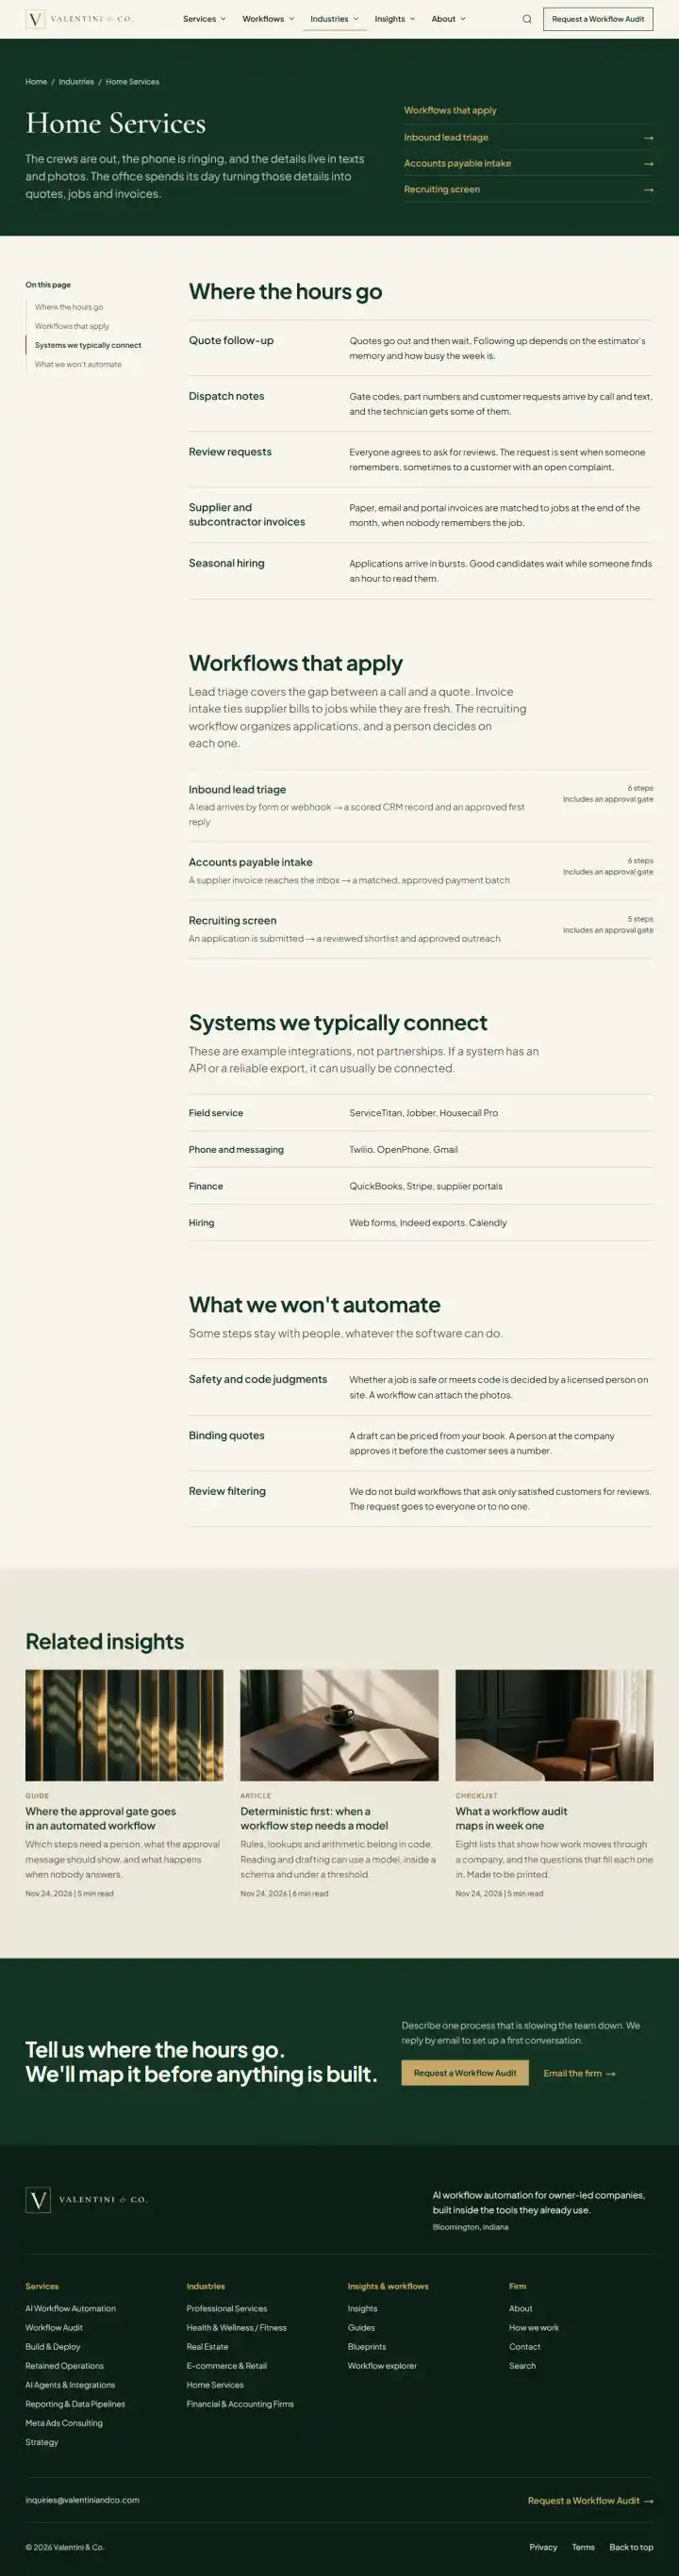 V VALENTINI & CO.
Services
Workflows
Industries
Insights
About
Request a Workflow Audit
Home / Industries / Home Services
Home Services
The crews are out, the phone is ringing, and the details live in texts
and photos. The office spends its day turning those details into
quotes, jobs and invoices.
Workflows that apply
Inbound lead triage →
Accounts payable intake →
Recruiting screen →
On this page
Where the hours go
Workflows that apply
Systems we typically connect
What we won't automate
Where the hours go
Quote follow-up
Quotes go out and then wait. Following up depends on the estimator's
memory and how busy the week is.
Dispatch notes
Gate codes, part numbers and customer requests arrive by call and text,
and the technician gets some of them.
Review requests
Everyone agrees to ask for reviews. The request is sent when someone
remembers, sometimes to a customer with an open complaint.
Supplier and
subcontractor invoices
Paper, email and portal invoices are matched to jobs at the end of the
month, when nobody remembers the job.
Seasonal hiring
Applications arrive in bursts. Good candidates wait while someone finds
an hour to read them.
Workflows that apply
Lead triage covers the gap between a call and a quote. Invoice
intake ties supplier bills to jobs while they are fresh. The recruiting
workflow organizes applications, and a person decides on
each one.
Inbound lead triage
A lead arrives by form or webhook → a scored CRM record and an approved first
reply
6 steps
Includes an approval gate
Accounts payable intake
A supplier invoice reaches the inbox → a matched, approved payment batch
6 steps
Includes an approval gate
Recruiting screen
An application is submitted → a reviewed shortlist and approved outreach
5 steps
Includes an approval gate
Systems we typically connect
These are example integrations, not partnerships. If a system has an
API or a reliable export, it can usually be connected.
Field service
ServiceTitan, Jobber, Housecall Pro
Phone and messaging
Twilio, OpenPhone, Gmail
Finance
QuickBooks, Stripe, supplier portals
Hiring
Web forms, Indeed exports, Calendly
What we won't automate
Some steps stay with people, whatever the software can do.
Safety and code judgments
Whether a job is safe or meets code is decided by a licensed person on
site. A workflow can attach the photos.
Binding quotes
A draft can be priced from your book. A person at the company
approves it before the customer sees a number.
Review filtering
We do not build workflows that ask only satisfied customers for reviews.
The request goes to everyone or to no one.
Related insights
GUIDE
Where the approval gate goes
in an automated workflow
Which steps need a person, what the approval
message should show, and what happens
when nobody answers.
Nov 24, 2026 | 5 min read
ARTICLE
Deterministic first: when a
workflow step needs a model
Rules, lookups and arithmetic belong in code.
Reading and drafting can use a model, inside a
schema and under a threshold.
Nov 24, 2026 | 6 min read
CHECKLIST
What a workflow audit
maps in week one
Eight lists that show how work moves through
a company, and the questions that fill each one
in. Made to be printed.
Nov 24, 2026 | 5 min read
Tell us where the hours go.
We'll map it before anything is built.
Describe one process that is slowing the team down. We
reply by email to set up a first conversation.
Request a Workflow Audit
Email the firm →
V VALENTINI & CO.
AI workflow automation for owner-led companies,
built inside the tools they already use.
Bloomington, Indiana
Services
AI Workflow Automation
Workflow Audit
Build & Deploy
Retained Operations
AI Agents & Integrations
Reporting & Data Pipelines
Meta Ads Consulting
Strategy
Industries
Professional Services
Health & Wellness / Fitness
Real Estate
E-commerce & Retail
Home Services
Financial & Accounting Firms
Insights & workflows
Insights
Guides
Blueprints
Workflow explorer
Firm
About
How we work
Contact
Search
inquiries@valentiniandco.com
Request a Workflow Audit →
© 2026 Valentini & Co.
Privacy
Terms
Back to top